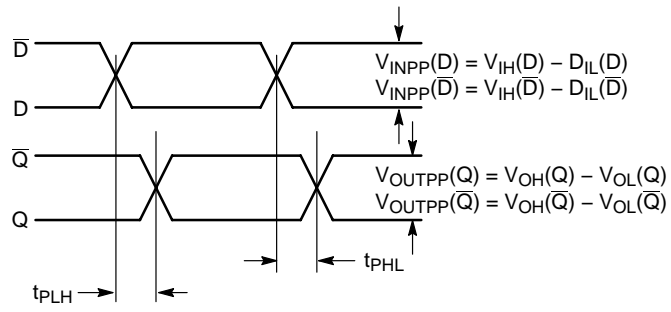 D̅
V_INPP(D) = V_IH(D) – D_IL(D)
V_INPP(D̅) = V_IH(D̅) – D_IL(D̅)
D
Q̅
V_OUTPP(Q) = V_OH(Q) – V_OL(Q)
V_OUTPP(Q̅) = V_OH(Q̅) – V_OL(Q̅)
Q
t_PHL
t_PLH